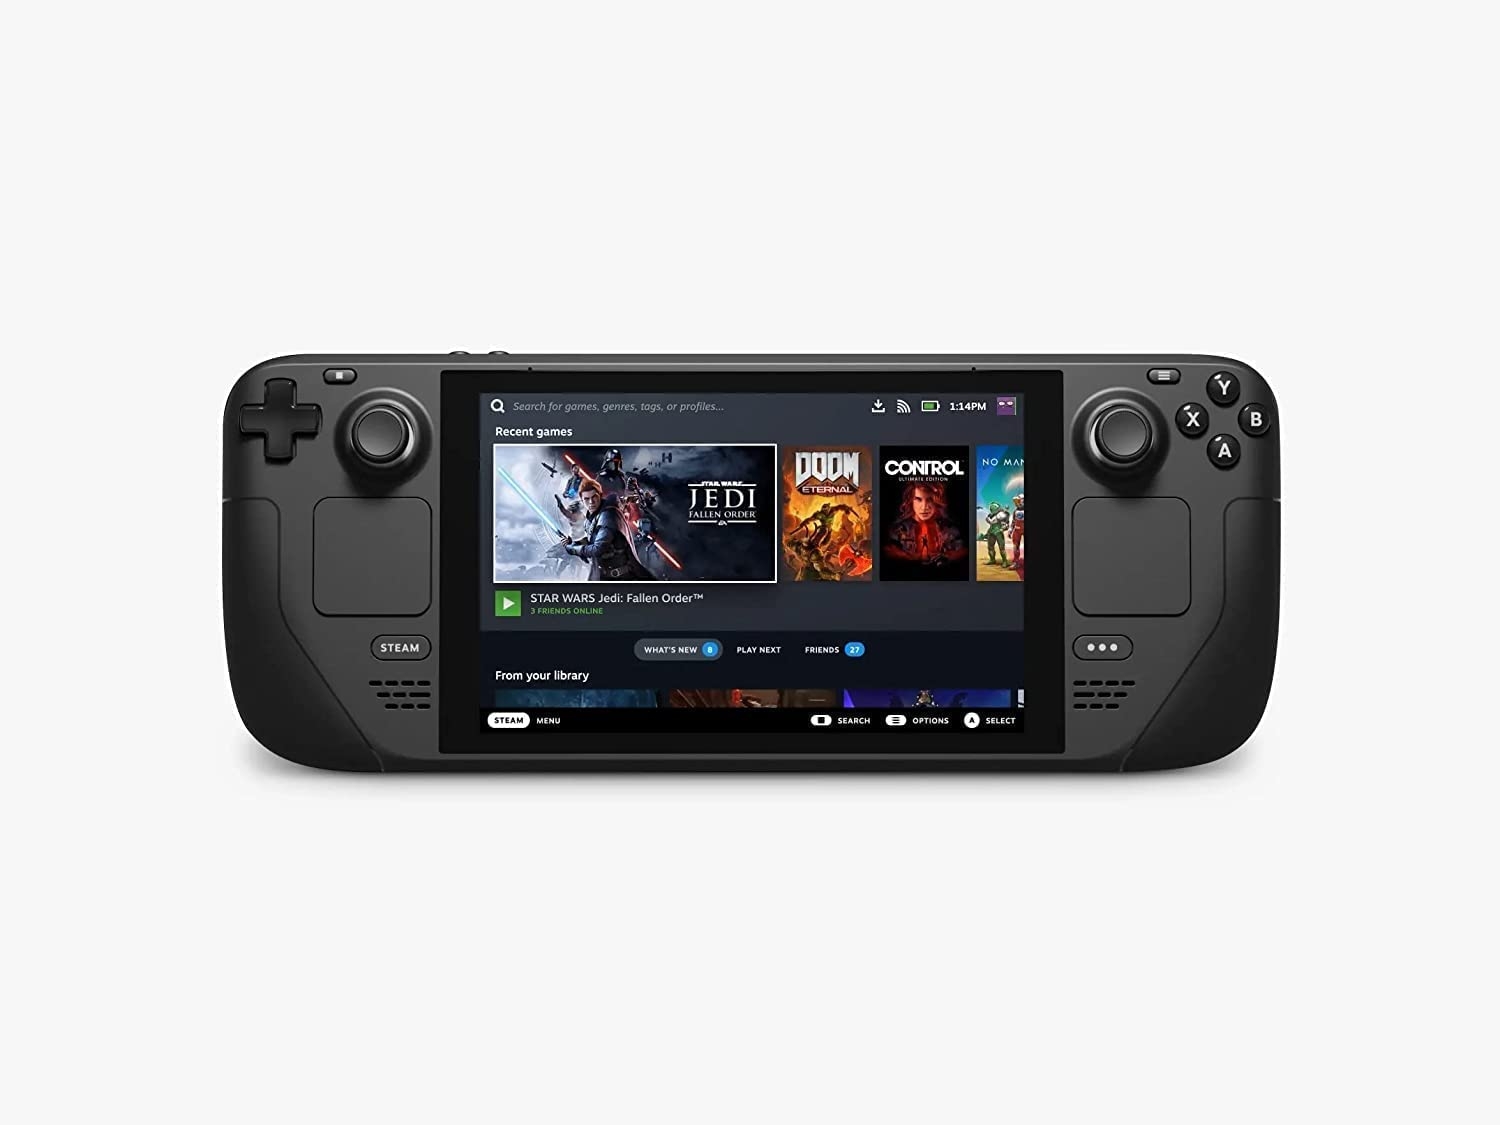 Search for games, genres, tags, or profiles...
1:14PM
Recent games
STAR WARS
JEDI
FALLEN ORDER
EA
DOOM
ETERNAL
CONTROL
ULTIMATE EDITION
NO MAN
STAR WARS Jedi: Fallen Order™
3 FRIENDS ONLINE
WHAT'S NEW 8 PLAY NEXT FRIENDS 27
From your library
STEAM MENU SEARCH OPTIONS A SELECT
STEAM
Y
X B
A